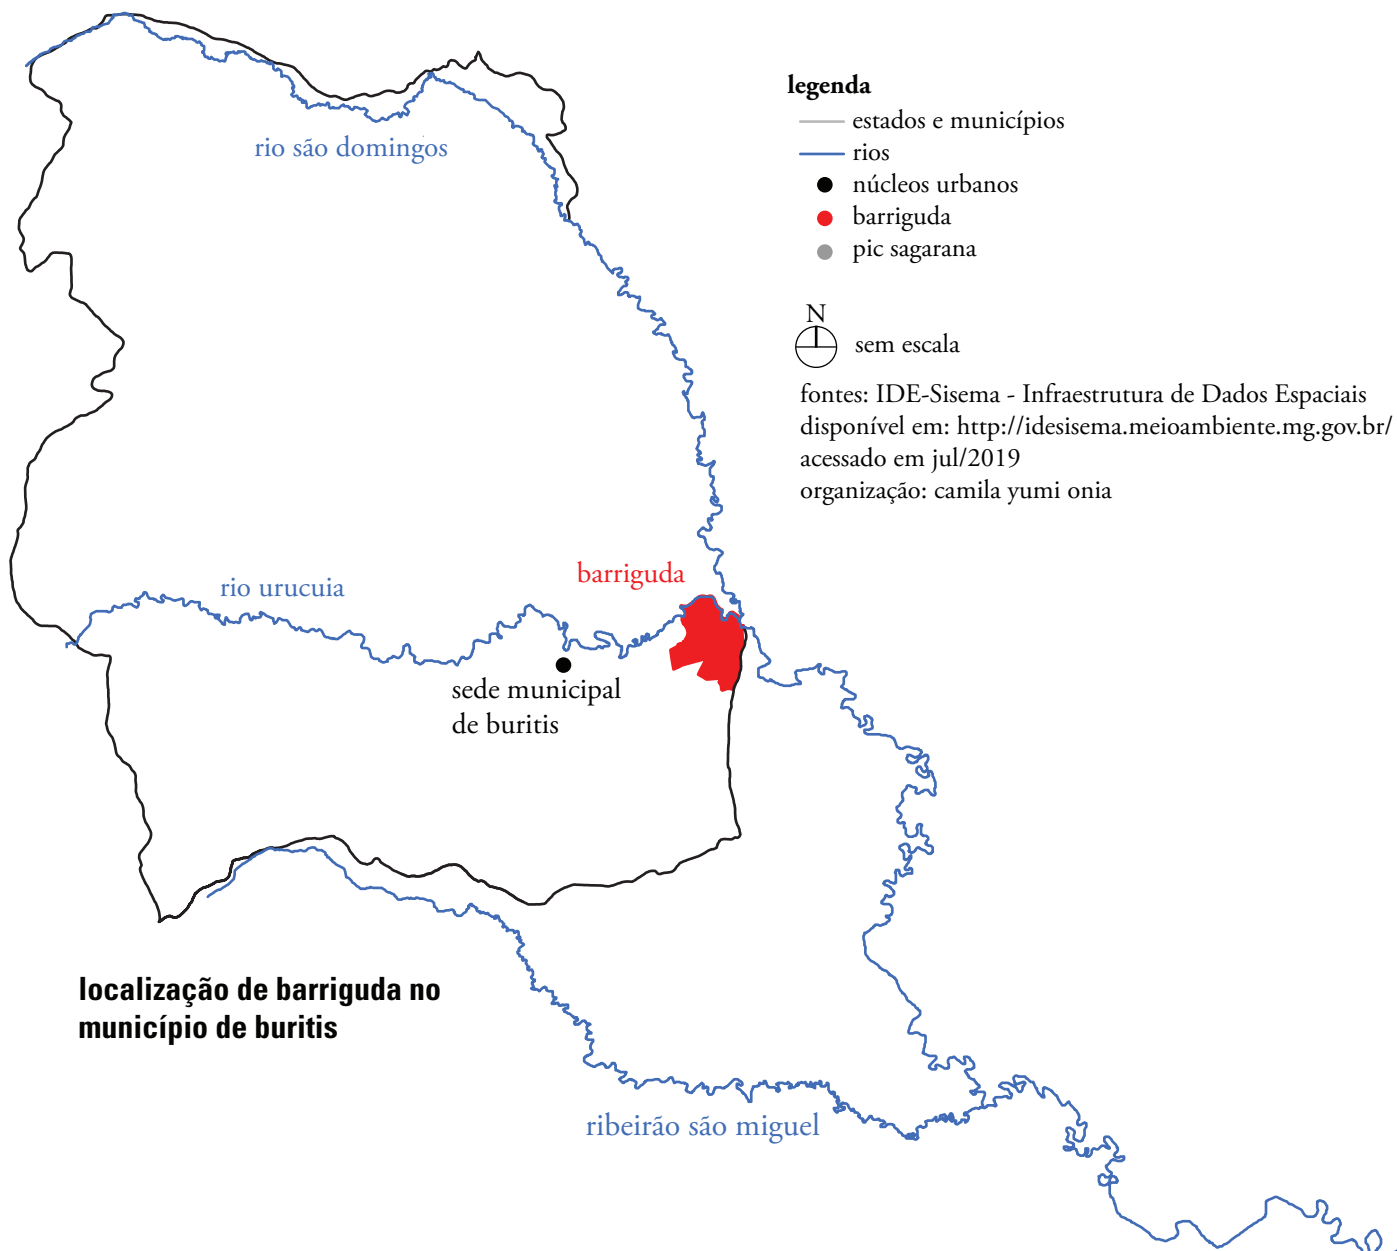 legenda
estados e municípios
rios
núcleos urbanos
barriguda
pic sagarana
N
sem escala
fontes: IDE-Sisema - Infraestrutura de Dados Espaciais
disponível em: http://idesisema.meioambiente.mg.gov.br/
acessado em jul/2019
organização: camila yumi onia
rio são domingos
barriguda
rio urucuia
sede municipal
de buritis
localização de barriguda no
município de buritis
ribeirão são miguel